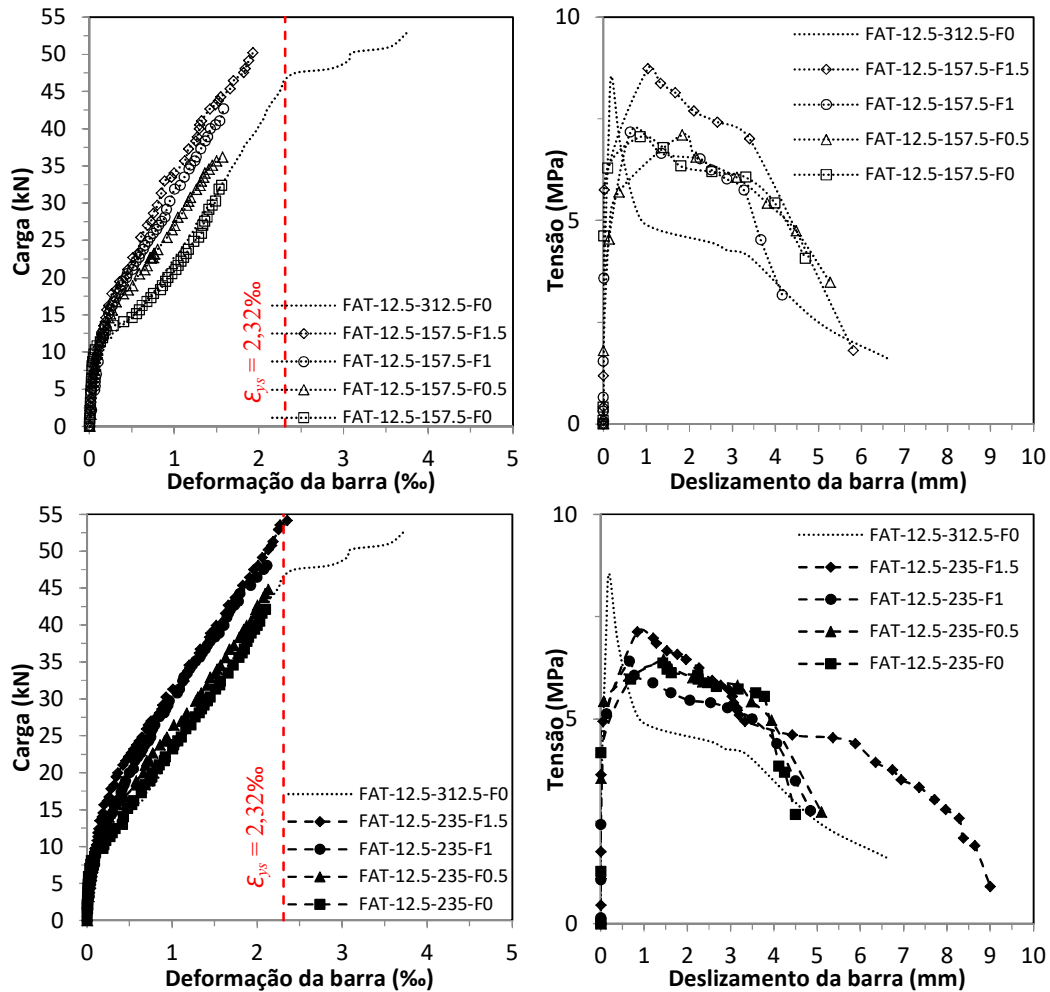 55
50
45
40
35
30
25
20
15
10
5
0
Carga (kN)
ε_ys = 2,32‰
FAT-12.5-312.5-F0
FAT-12.5-157.5-F1.5
FAT-12.5-157.5-F1
FAT-12.5-157.5-F0.5
FAT-12.5-157.5-F0
0 1 2 3 4 5
Deformação da barra (‰)
10
5
0
Tensão (MPa)
FAT-12.5-312.5-F0
FAT-12.5-157.5-F1.5
FAT-12.5-157.5-F1
FAT-12.5-157.5-F0.5
FAT-12.5-157.5-F0
0 1 2 3 4 5 6 7 8 9 10
Deslizamento da barra (mm)
55
50
45
40
35
30
25
20
15
10
5
0
Carga (kN)
ε_ys = 2,32‰
FAT-12.5-312.5-F0
FAT-12.5-235-F1.5
FAT-12.5-235-F1
FAT-12.5-235-F0.5
FAT-12.5-235-F0
0 1 2 3 4 5
Deformação da barra (‰)
10
5
0
Tensão (MPa)
FAT-12.5-312.5-F0
FAT-12.5-235-F1.5
FAT-12.5-235-F1
FAT-12.5-235-F0.5
FAT-12.5-235-F0
0 1 2 3 4 5 6 7 8 9 10
Deslizamento da barra (mm)